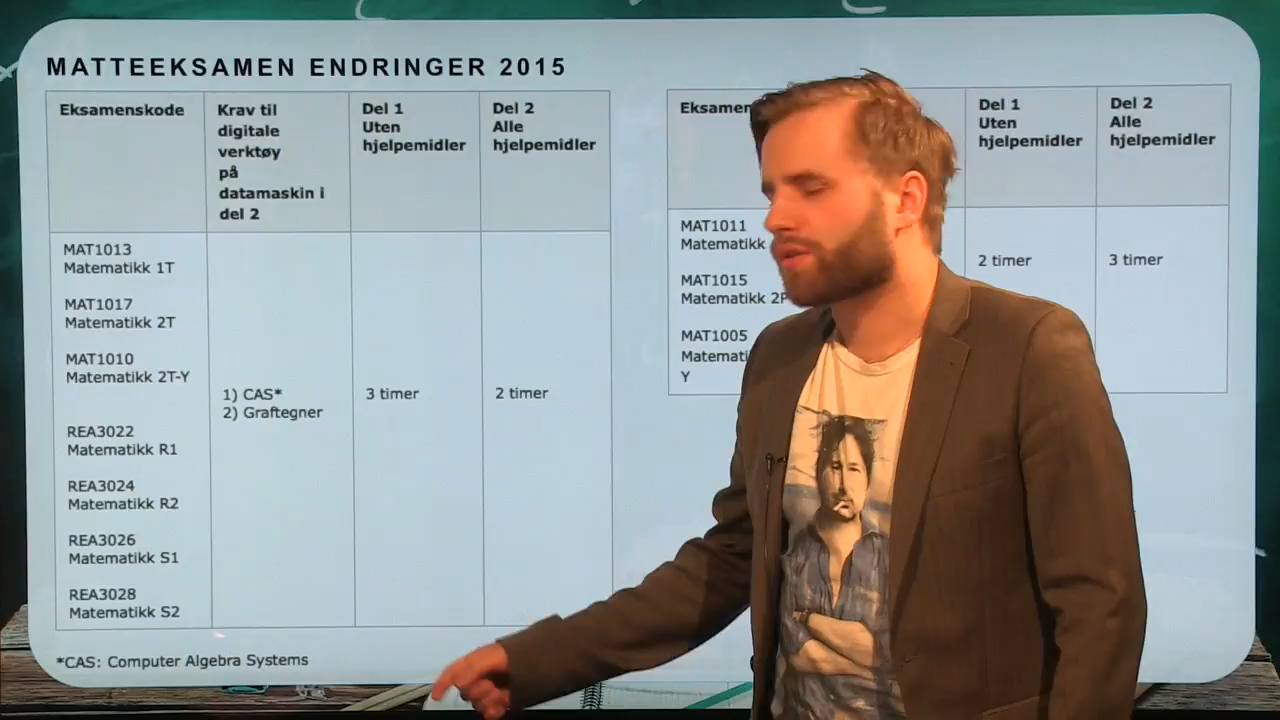 MATTEEKSAMEN ENDRINGER 2015
Eksamenskode
Krav til
digitale
verktøy
på
datamaskin i
del 2
Del 1
Uten
hjelpemidler
Del 2
Alle
hjelpemidler
MAT1013
Matematikk 1T
MAT1017
Matematikk 2T
MAT1010
Matematikk 2T-Y
REA3022
Matematikk R1
REA3024
Matematikk R2
REA3026
Matematikk S1
REA3028
Matematikk S2
1) CAS*
2) Graftegner
3 timer
2 timer
*CAS: Computer Algebra Systems
Del 1
Uten
hjelpemidler
Del 2
Alle
hjelpemidler
MAT1011
Matematikk
MAT1015
Matematikk 2P
MAT1005
Y
2 timer
3 timer